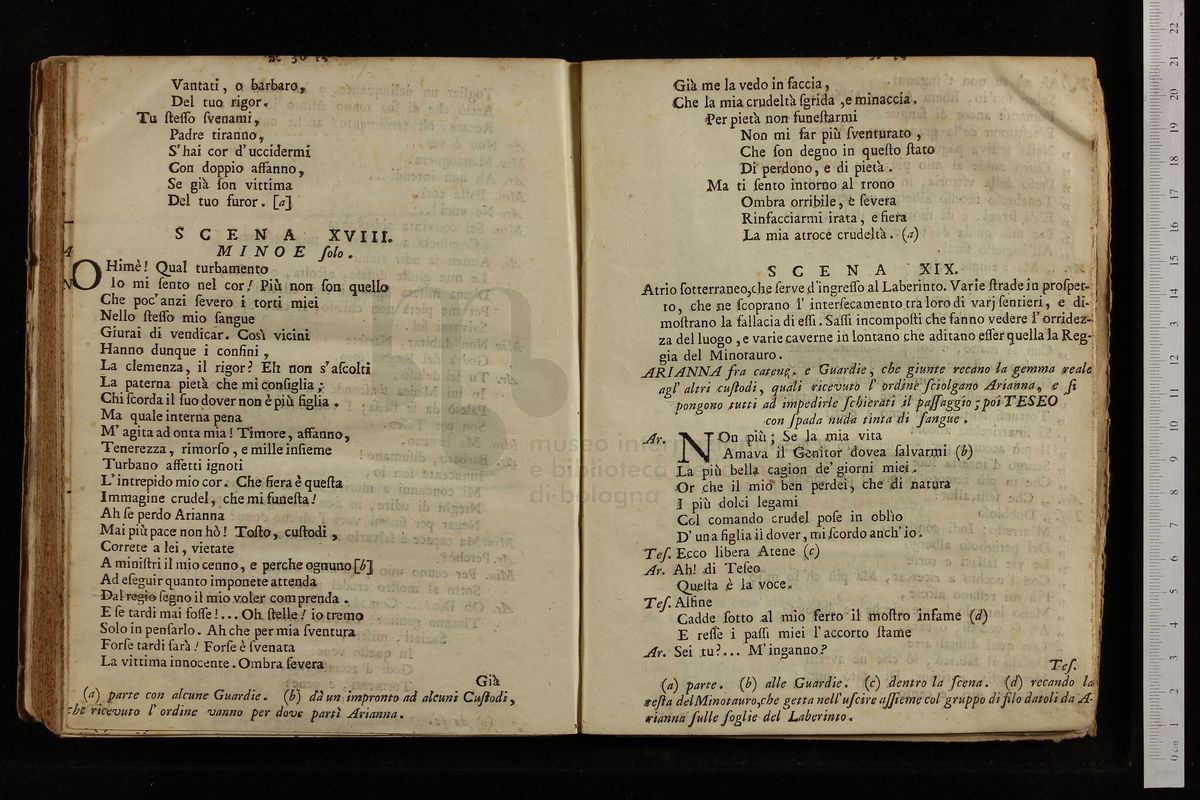 Vantati, o barbaro,
Del tuo rigor.
Tu ſteſſo ſvenami,
Padre tiranno,
S'hai cor d'uccidermi
Con doppio affanno,
Se già ſon vittima
Del tuo furor. [a]
SCENA XVIII.
MINOE ſolo.
OHimè! Qual turbamento
Io mi ſento nel cor! Più non ſon quello
Che poc'anzi ſevero i torti miei
Nello ſteſſo mio ſangue
Giurai di vendicar. Così vicini
Hanno dunque i confini,
La clemenza, il rigor? Eh non s'aſcolti
La paterna pietà che mi conſiglia;
Chi ſcorda il ſuo dover non è più figlia.
Ma quale interna pena
M'agita ad onta mia! Timore, affanno,
Tenerezza, rimorſo, e mille inſieme
Turbano affetti ignoti
L'intrepido mio cor. Che fiera è queſta
Immagine crudel, che mi funeſta!
Ah ſe perdo Arianna
Mai più pace non hò! Toſto, cuſtodi,
Correte a lei, vietate
A miniſtri il mio cenno, e perche ognuno [b]
Ad eſeguir quanto imponete attenda
Dal regio ſegno il mio voler comprenda.
E ſe tardi mai foſſe!... Oh ſtelle! io tremo
Solo in penſarlo. Ah che per mia ſventura
Forſe tardi ſarà! Forſe è ſvenata
La vittima innocente. Ombra ſevera
Già
(a) parte con alcune Guardie. (b) dà un impronto ad alcuni Cuſtodi,
che ricevuto l'ordine vanno per dove partì Arianna.
Già me la vedo in faccia,
Che la mia crudeltà ſgrida, e minaccia.
Per pietà non funeſtarmi
Non mi far più ſventurato,
Che ſon degno in queſto ſtato
Di perdono, e di pietà.
Ma ti ſento intorno al trono
Ombra orribile, e ſevera
Rinfacciarmi irata, e fiera
La mia atroce crudeltà. (a)
SCENA XIX.
Atrio ſotterraneo, che ſerve d'ingreſſo al Laberinto. Varie ſtrade in proſpet-
to, che ne ſcoprano l'interſecamento tra loro di varj ſentieri, e di-
moſtrano la fallacia di eſſi. Saſſi incompoſti che fanno vedere l'orridez-
za del luogo, e varie caverne in lontano che aditano eſſer quella la Reg-
gia del Minotauro.
ARIANNA fra catene, e Guardie, che giunte recano la gemma reale
agl'altri cuſtodi, quali ricevuto l'ordine ſciolgano Arianna, e ſi
pongono tutti ad impedirle ſchierati il paſſaggio; poi TESEO
con ſpada nuda tinta di ſangue.
Ar. NOn più; Se la mia vita
Amava il Genitor dovea ſalvarmi (b)
La più bella cagion de' giorni miei.
Or che il mio ben perdei, che di natura
I più dolci legami
Col comando crudel poſe in oblìo
D'una figlia il dover, mi ſcordo anch'io.
Teſ. Ecco libera Atene (c)
Ar. Ah! di Teſeo
Queſta è la voce.
Teſ. Alfine
Cadde ſotto al mio ferro il moſtro infame (d)
E reſſe i paſſi miei l'accorto ſtame
Ar. Sei tu?... M'inganno?
Teſ.
(a) parte. (b) alle Guardie. (c) dentro la ſcena. (d) recando la
teſta del Minotauro, che getta nell'uſcire aſſieme col gruppo di filo datoli da A-
rianna ſulle ſoglie del Laberinto.